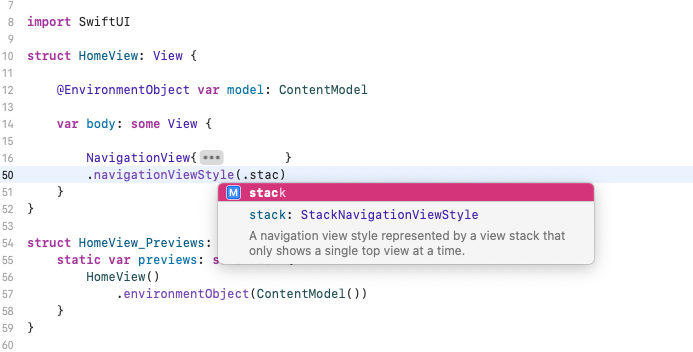 7
8 import SwiftUI
9
10 struct HomeView: View {
11
12 @EnvironmentObject var model: ContentModel
13
14 var body: some View {
15
16 NavigationView{••• }
50 .navigationViewStyle(.stac)
51 }
52 }
M stack
stack: StackNavigationViewStyle
A navigation view style represented by a view stack that
only shows a single top view at a time.
53
54 struct HomeView_Previews:
55 static var previews: s
56 HomeView()
57 .environmentObject(ContentModel())
58 }
59 }
60